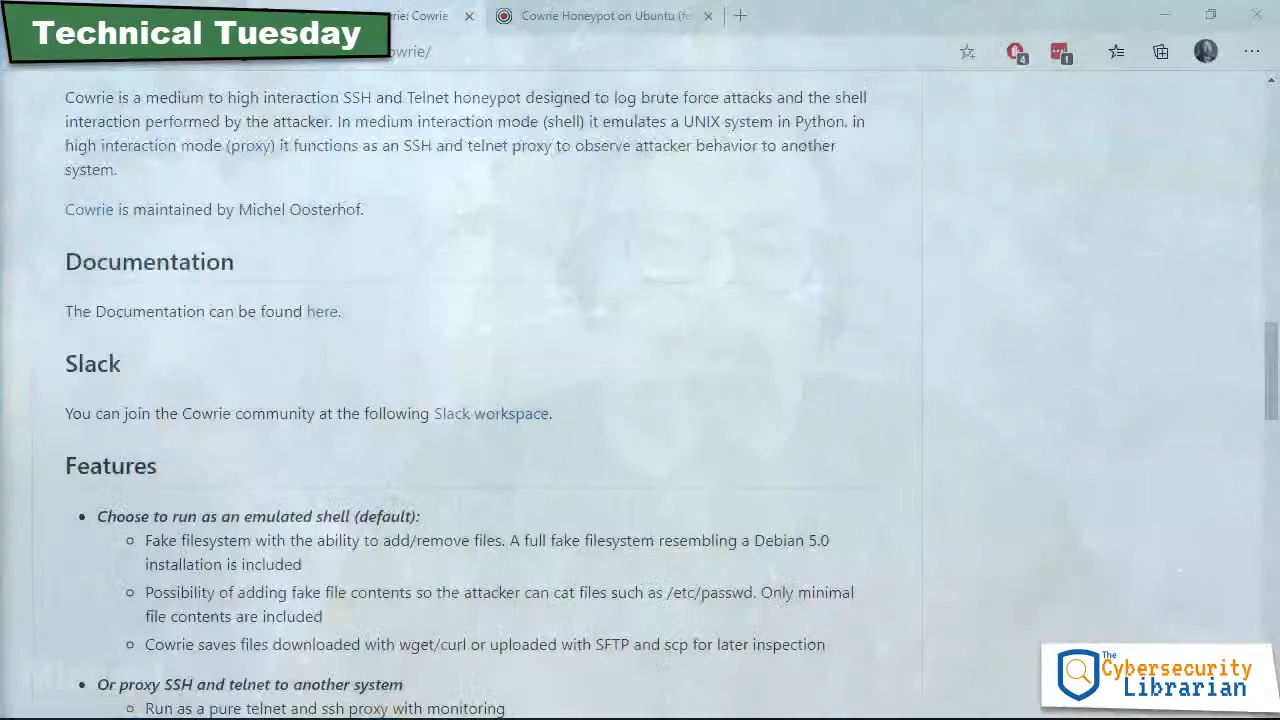 Technical Tuesday
Cowrie
Cowrie Honeypot on Ubuntu
owrie/
4
1
Cowrie is a medium to high interaction SSH and Telnet honeypot designed to log brute force attacks and the shell
interaction performed by the attacker. In medium interaction mode (shell) it emulates a UNIX system in Python, in
high interaction mode (proxy) it functions as an SSH and telnet proxy to observe attacker behavior to another
system.
Cowrie is maintained by Michel Oosterhof.
Documentation
The Documentation can be found here.
Slack
You can join the Cowrie community at the following Slack workspace.
Features
Choose to run as an emulated shell (default):
Fake filesystem with the ability to add/remove files. A full fake filesystem resembling a Debian 5.0
installation is included
Possibility of adding fake file contents so the attacker can cat files such as /etc/passwd. Only minimal
file contents are included
Cowrie saves files downloaded with wget/curl or uploaded with SFTP and scp for later inspection
Or proxy SSH and telnet to another system
Run as a pure telnet and ssh proxy with monitoring
The
Cybersecurity
Librarian